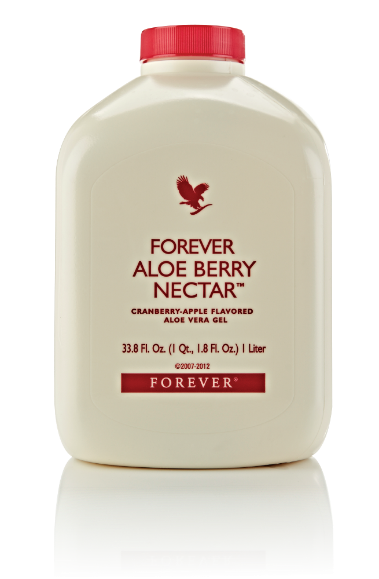 FOREVER
ALOE BERRY
NECTAR™
CRANBERRY-APPLE FLAVORED
ALOE VERA GEL
33.8 Fl. Oz. (1 Qt., 1.8 Fl. Oz.) 1 Liter
©2007-2012
FOREVER®